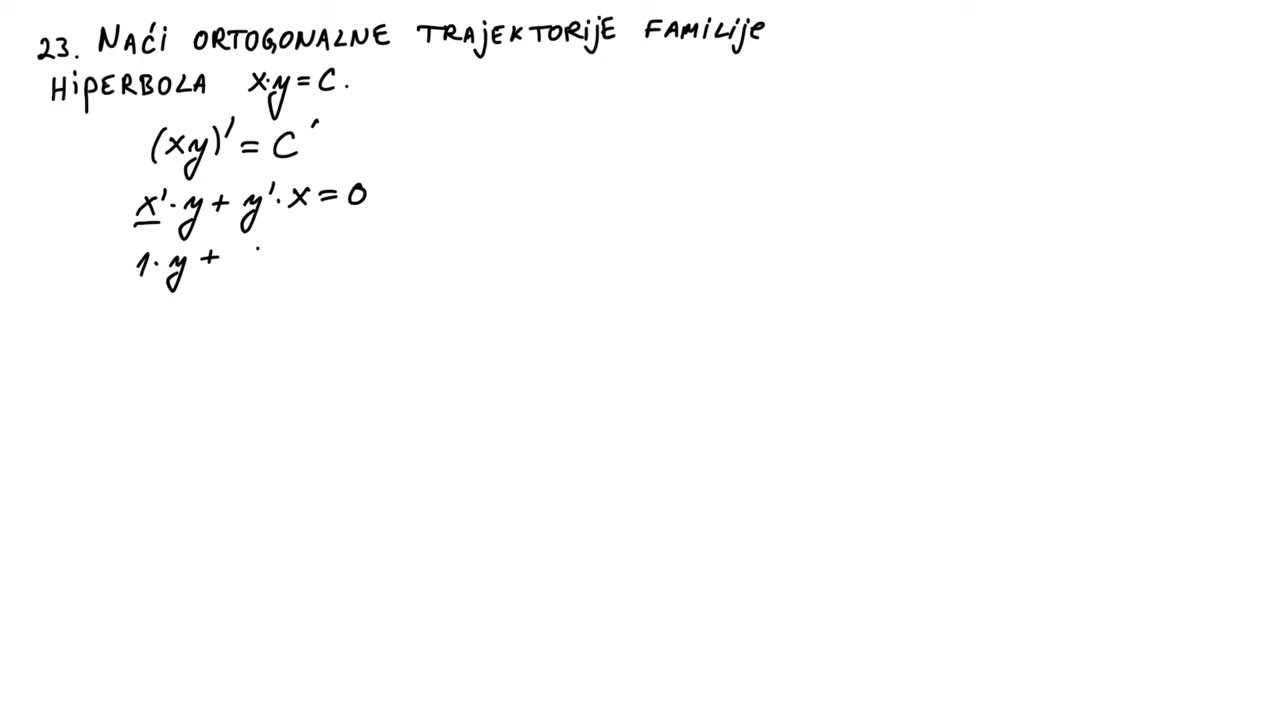 23. NAĆI ORTOGONALNE TRAjEKTORijE FAMILIje
HiPERBOLA x·y = C.
(xy)' = C'
x'·y + y'·x = 0
1·y +